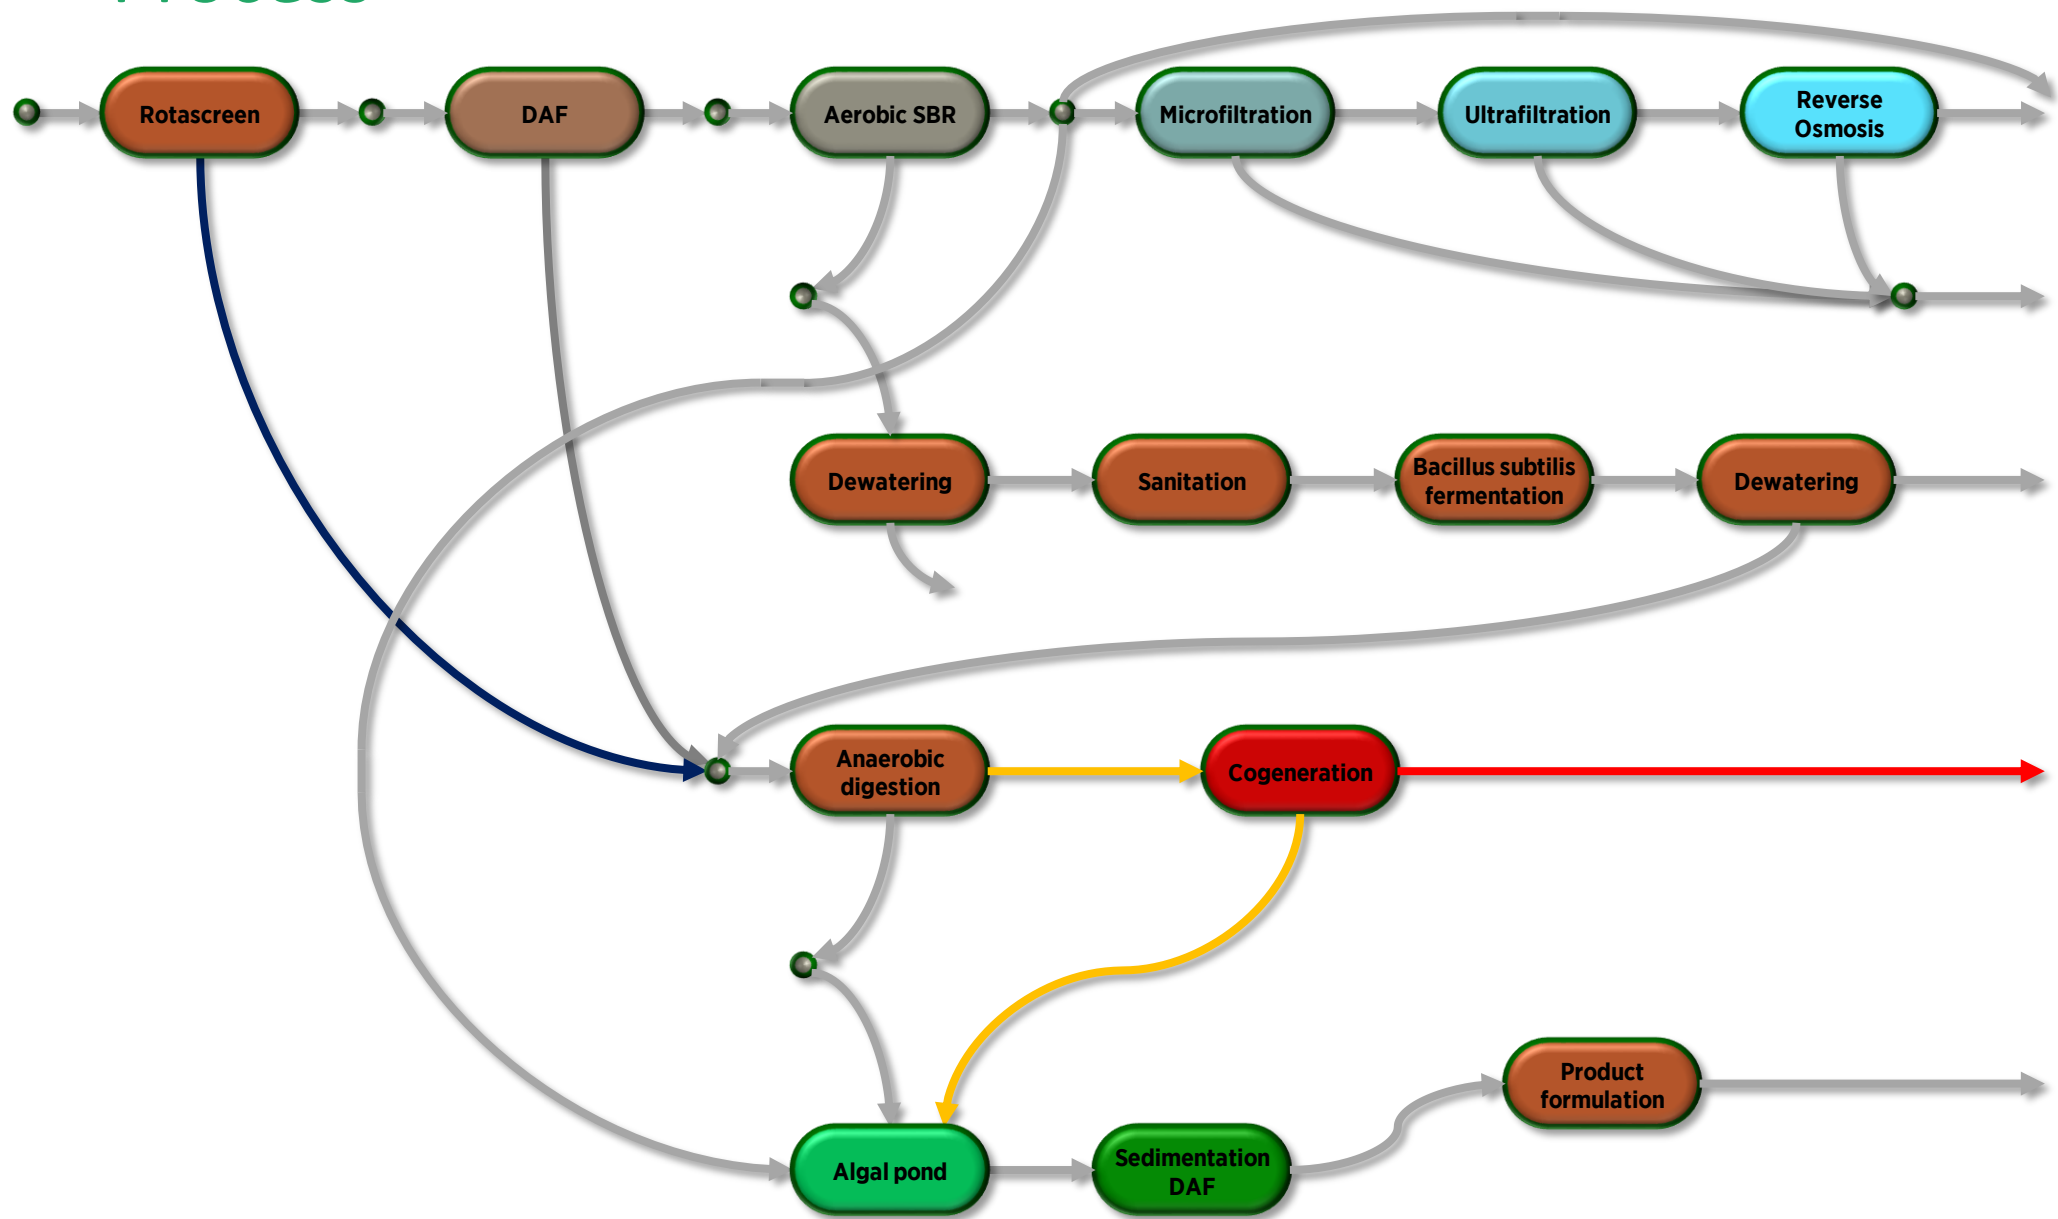 Process
Rotascreen
DAF
Aerobic SBR
Microfiltration
Ultrafiltration
Reverse
Osmosis
Dewatering
Sanitation
Bacillus subtilis
fermentation
Dewatering
Anaerobic
digestion
Cogeneration
Product
formulation
Algal pond
Sedimentation
DAF